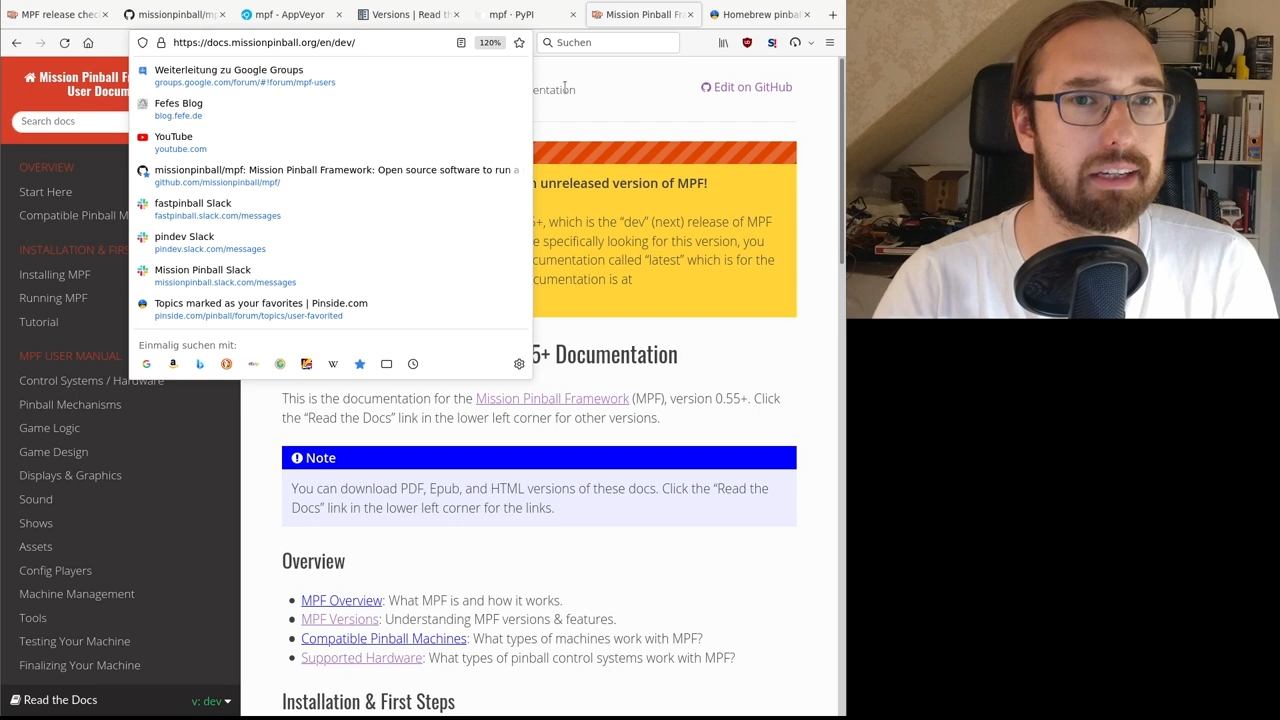 MPF release chec
missionpinball/mp
mpf - AppVeyor
Versions | Read th
mpf · PyPI
Mission Pinball Fra
Homebrew pinbal
https://docs.missionpinball.org/en/dev/
120%
Suchen
Mission Pinball Fr
User Docum
Search docs
OVERVIEW
Start Here
Compatible Pinball M
INSTALLATION & FIRS
Installing MPF
Running MPF
Tutorial
MPF USER MANUAL
Control Systems / Hardware
Pinball Mechanisms
Game Logic
Game Design
Displays & Graphics
Sound
Shows
Assets
Config Players
Machine Management
Tools
Testing Your Machine
Finalizing Your Machine
Read the Docs
v: dev
Weiterleitung zu Google Groups
groups.google.com/forum/#!forum/mpf-users
Fefes Blog
blog.fefe.de
YouTube
youtube.com
missionpinball/mpf: Mission Pinball Framework: Open source software to run a
github.com/missionpinball/mpf/
fastpinball Slack
fastpinball.slack.com/messages
pindev Slack
pindev.slack.com/messages
Mission Pinball Slack
missionpinball.slack.com/messages
Topics marked as your favorites | Pinside.com
pinside.com/pinball/forum/topics/user-favorited
Einmalig suchen mit:
entation
Edit on GitHub
n unreleased version of MPF!
5+, which is the “dev” (next) release of MPF
e specifically looking for this version, you
cumentation called “latest” which is for the
cumentation is at
5+ Documentation
This is the documentation for the Mission Pinball Framework (MPF), version 0.55+. Click
the “Read the Docs” link in the lower left corner for other versions.
Note
You can download PDF, Epub, and HTML versions of these docs. Click the “Read the
Docs” link in the lower left corner for the links.
Overview
MPF Overview: What MPF is and how it works.
MPF Versions: Understanding MPF versions & features.
Compatible Pinball Machines: What types of machines work with MPF?
Supported Hardware: What types of pinball control systems work with MPF?
Installation & First Steps